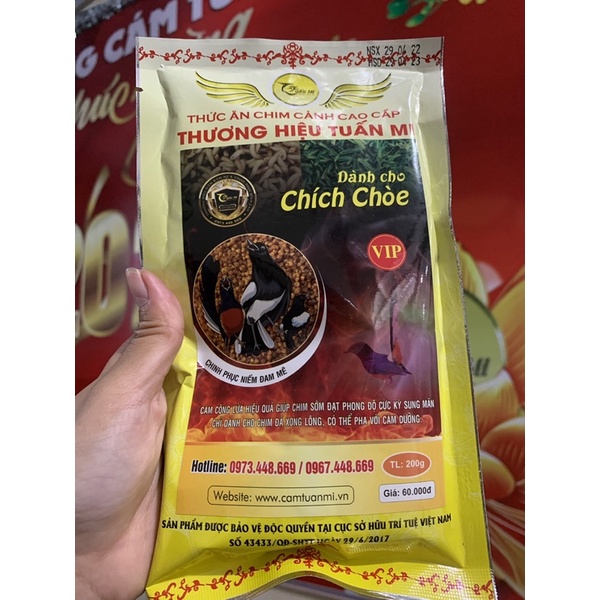 NSX 29 04 22
HSD 29 04 23
TUẤN MI
THỨC ĂN CHIM CẢNH CAO CẤP
THƯƠNG HIỆU TUẤN MI
Dành cho
Chích Chòe
VIP
CHINH PHỤC NIỀM ĐAM MÊ
CÁM CÔNG LỬA HIỆU QUẢ GIÚP CHIM SỚM ĐẠT PHONG ĐỘ CỰC KỲ SUNG MÃN
CHỈ DÀNH CHO CHIM ĐÃ XONG LÔNG. CÓ THỂ PHA VỚI CÁM DƯỠNG.
Hotline: 0973.448.669 / 0967.448.669
TL: 200g
Website: www.camtuanmi.vn
Giá: 60.000đ
SẢN PHẨM ĐƯỢC BẢO VỆ ĐỘC QUYỀN TẠI CỤC SỞ HỮU TRÍ TUỆ VIỆT NAM
SỐ 43433/QĐ-SHTT NGÀY 29/6/2017